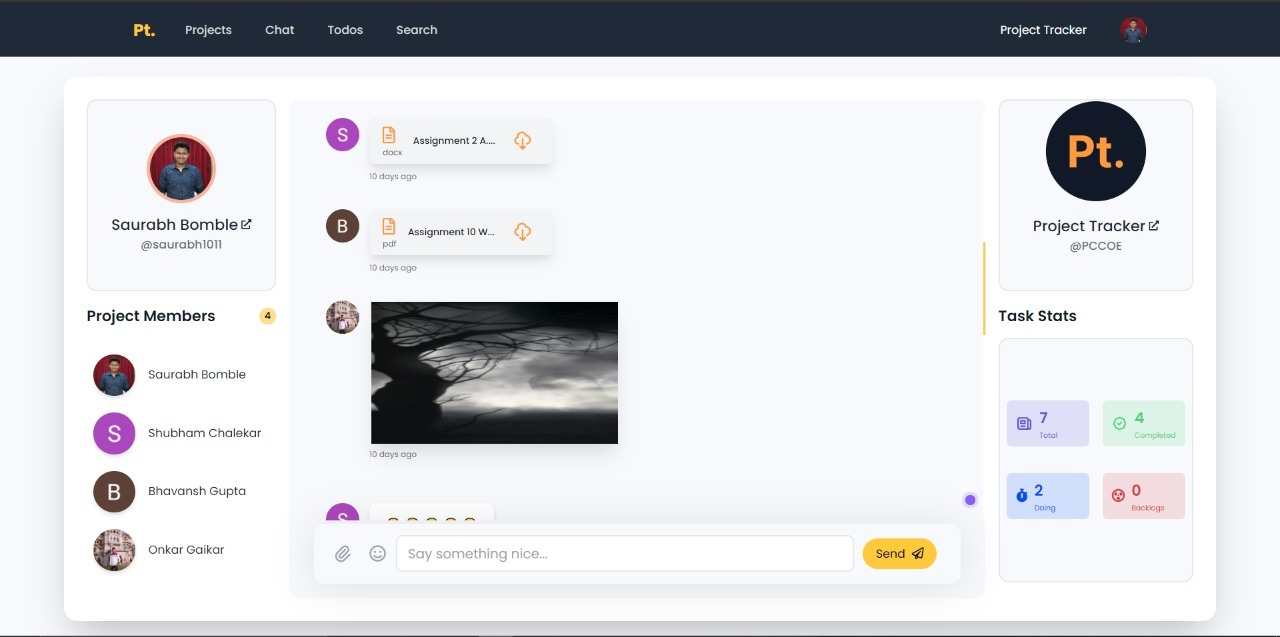 Pt. Projects Chat Todos Search Project Tracker
Saurabh Bomble
@saurabh1011
Project Members 4
Saurabh Bomble
S Shubham Chalekar
B Bhavansh Gupta
Onkar Gaikar
S docx Assignment 2 A....
10 days ago
B pdf Assignment 10 W...
10 days ago
10 days ago
S
Say something nice...
Send
Pt.
Project Tracker
@PCCOE
Task Stats
7 Total
4 Completed
2 Doing
0 Backlogs